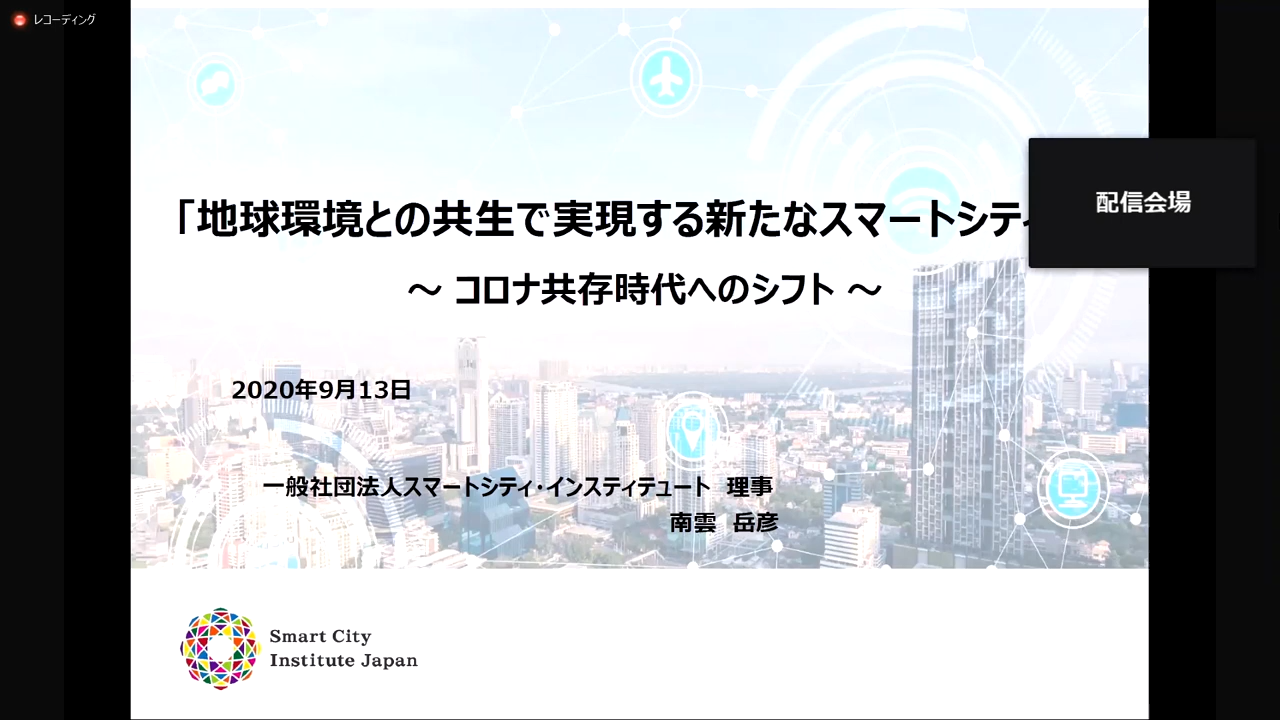 レコーディング
「地球環境との共生で実現する新たなスマートシテ
配信会場
～ コロナ共存時代へのシフト ～
2020年9月13日
一般社団法人スマートシティ・インスティテュート 理事
南雲 岳彦
Smart City
Institute Japan